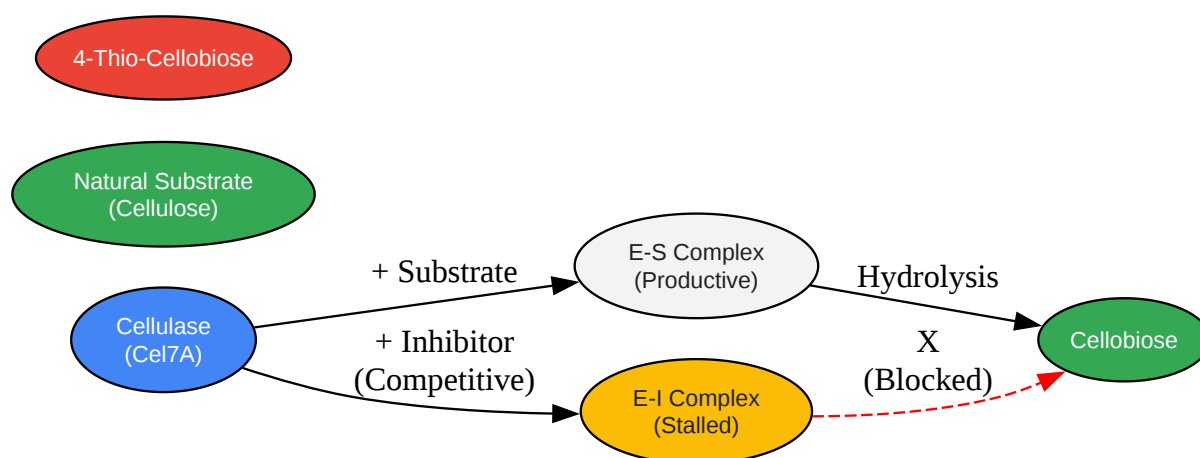 4-Thio-Cellobiose
Natural Substrate
(Cellulose)
Cellulase
(Cel7A)
+ Substrate
+ Inhibitor
(Competitive)
E-S Complex
(Productive)
E-I Complex
(Stalled)
Hydrolysis
X
(Blocked)
Cellobiose